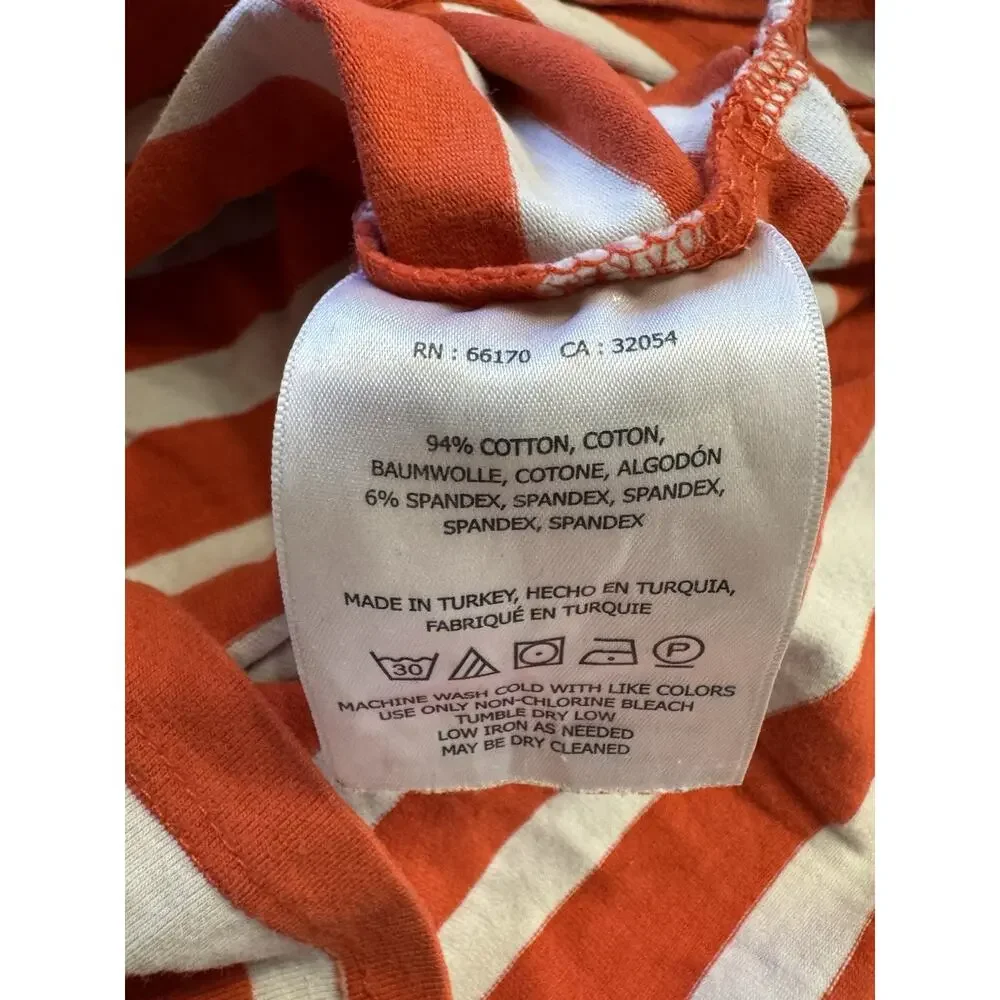 RN : 66170 CA : 32054
94% COTTON, COTON,
BAUMWOLLE, COTONE, ALGODÓN
6% SPANDEX, SPANDEX, SPANDEX,
SPANDEX, SPANDEX
MADE IN TURKEY, HECHO EN TURQUIA,
FABRIQUÉ EN TURQUIE
30 P
MACHINE WASH COLD WITH LIKE COLORS
USE ONLY NON-CHLORINE BLEACH
TUMBLE DRY LOW
LOW IRON AS NEEDED
MAY BE DRY CLEANED